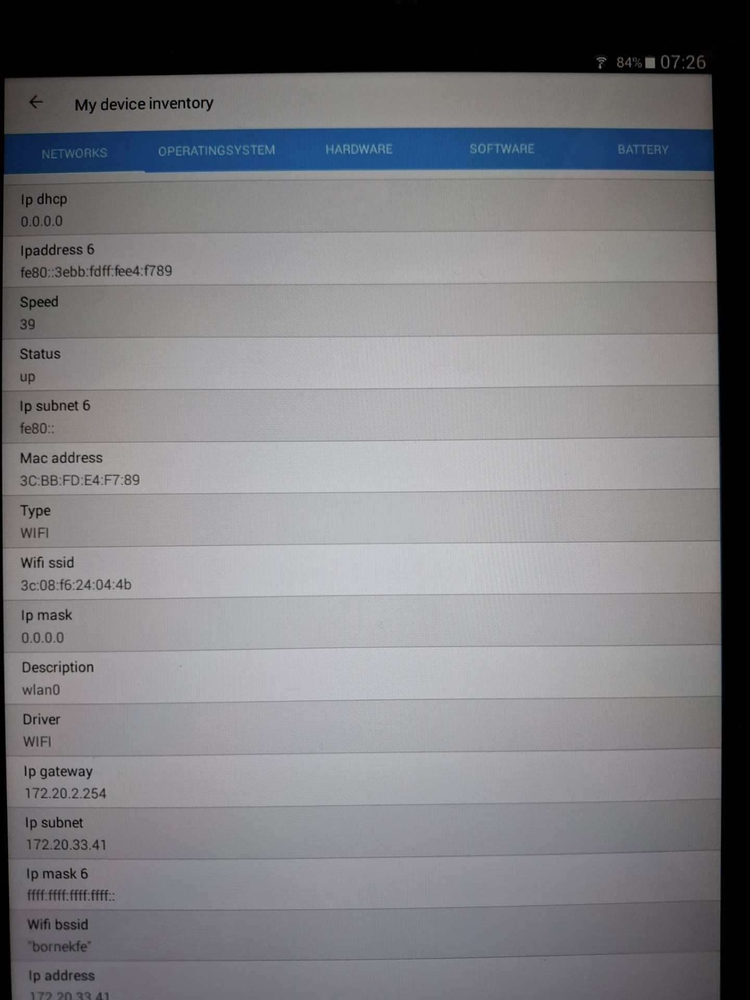 84% 07:26
My device inventory
NETWORKS OPERATINGSYSTEM HARDWARE SOFTWARE BATTERY
Ip dhcp
0.0.0.0
Ipaddress 6
fe80::3ebb:fdff:fee4:f789
Speed
39
Status
up
Ip subnet 6
fe80::
Mac address
3C:BB:FD:E4:F7:89
Type
WIFI
Wifi ssid
3c:08:f6:24:04:4b
Ip mask
0.0.0.0
Description
wlan0
Driver
WIFI
Ip gateway
172.20.2.254
Ip subnet
172.20.33.41
Ip mask 6
ffff:ffff:ffff:ffff::
Wifi bssid
"bornekfe"
Ip address
172.20.33.41